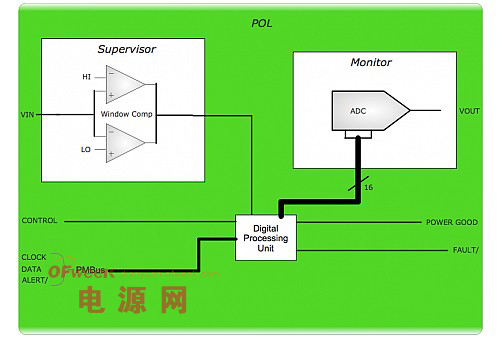 POL
Supervisor
Monitor
HI
−
+
VIN
Window Comp
ADC
VOUT
LO
+
−
16
CONTROL
POWER GOOD
Digital
Processing
Unit
FAULT/
CLOCK
DATA
PMBus
ALERT/
OFweek
电源网